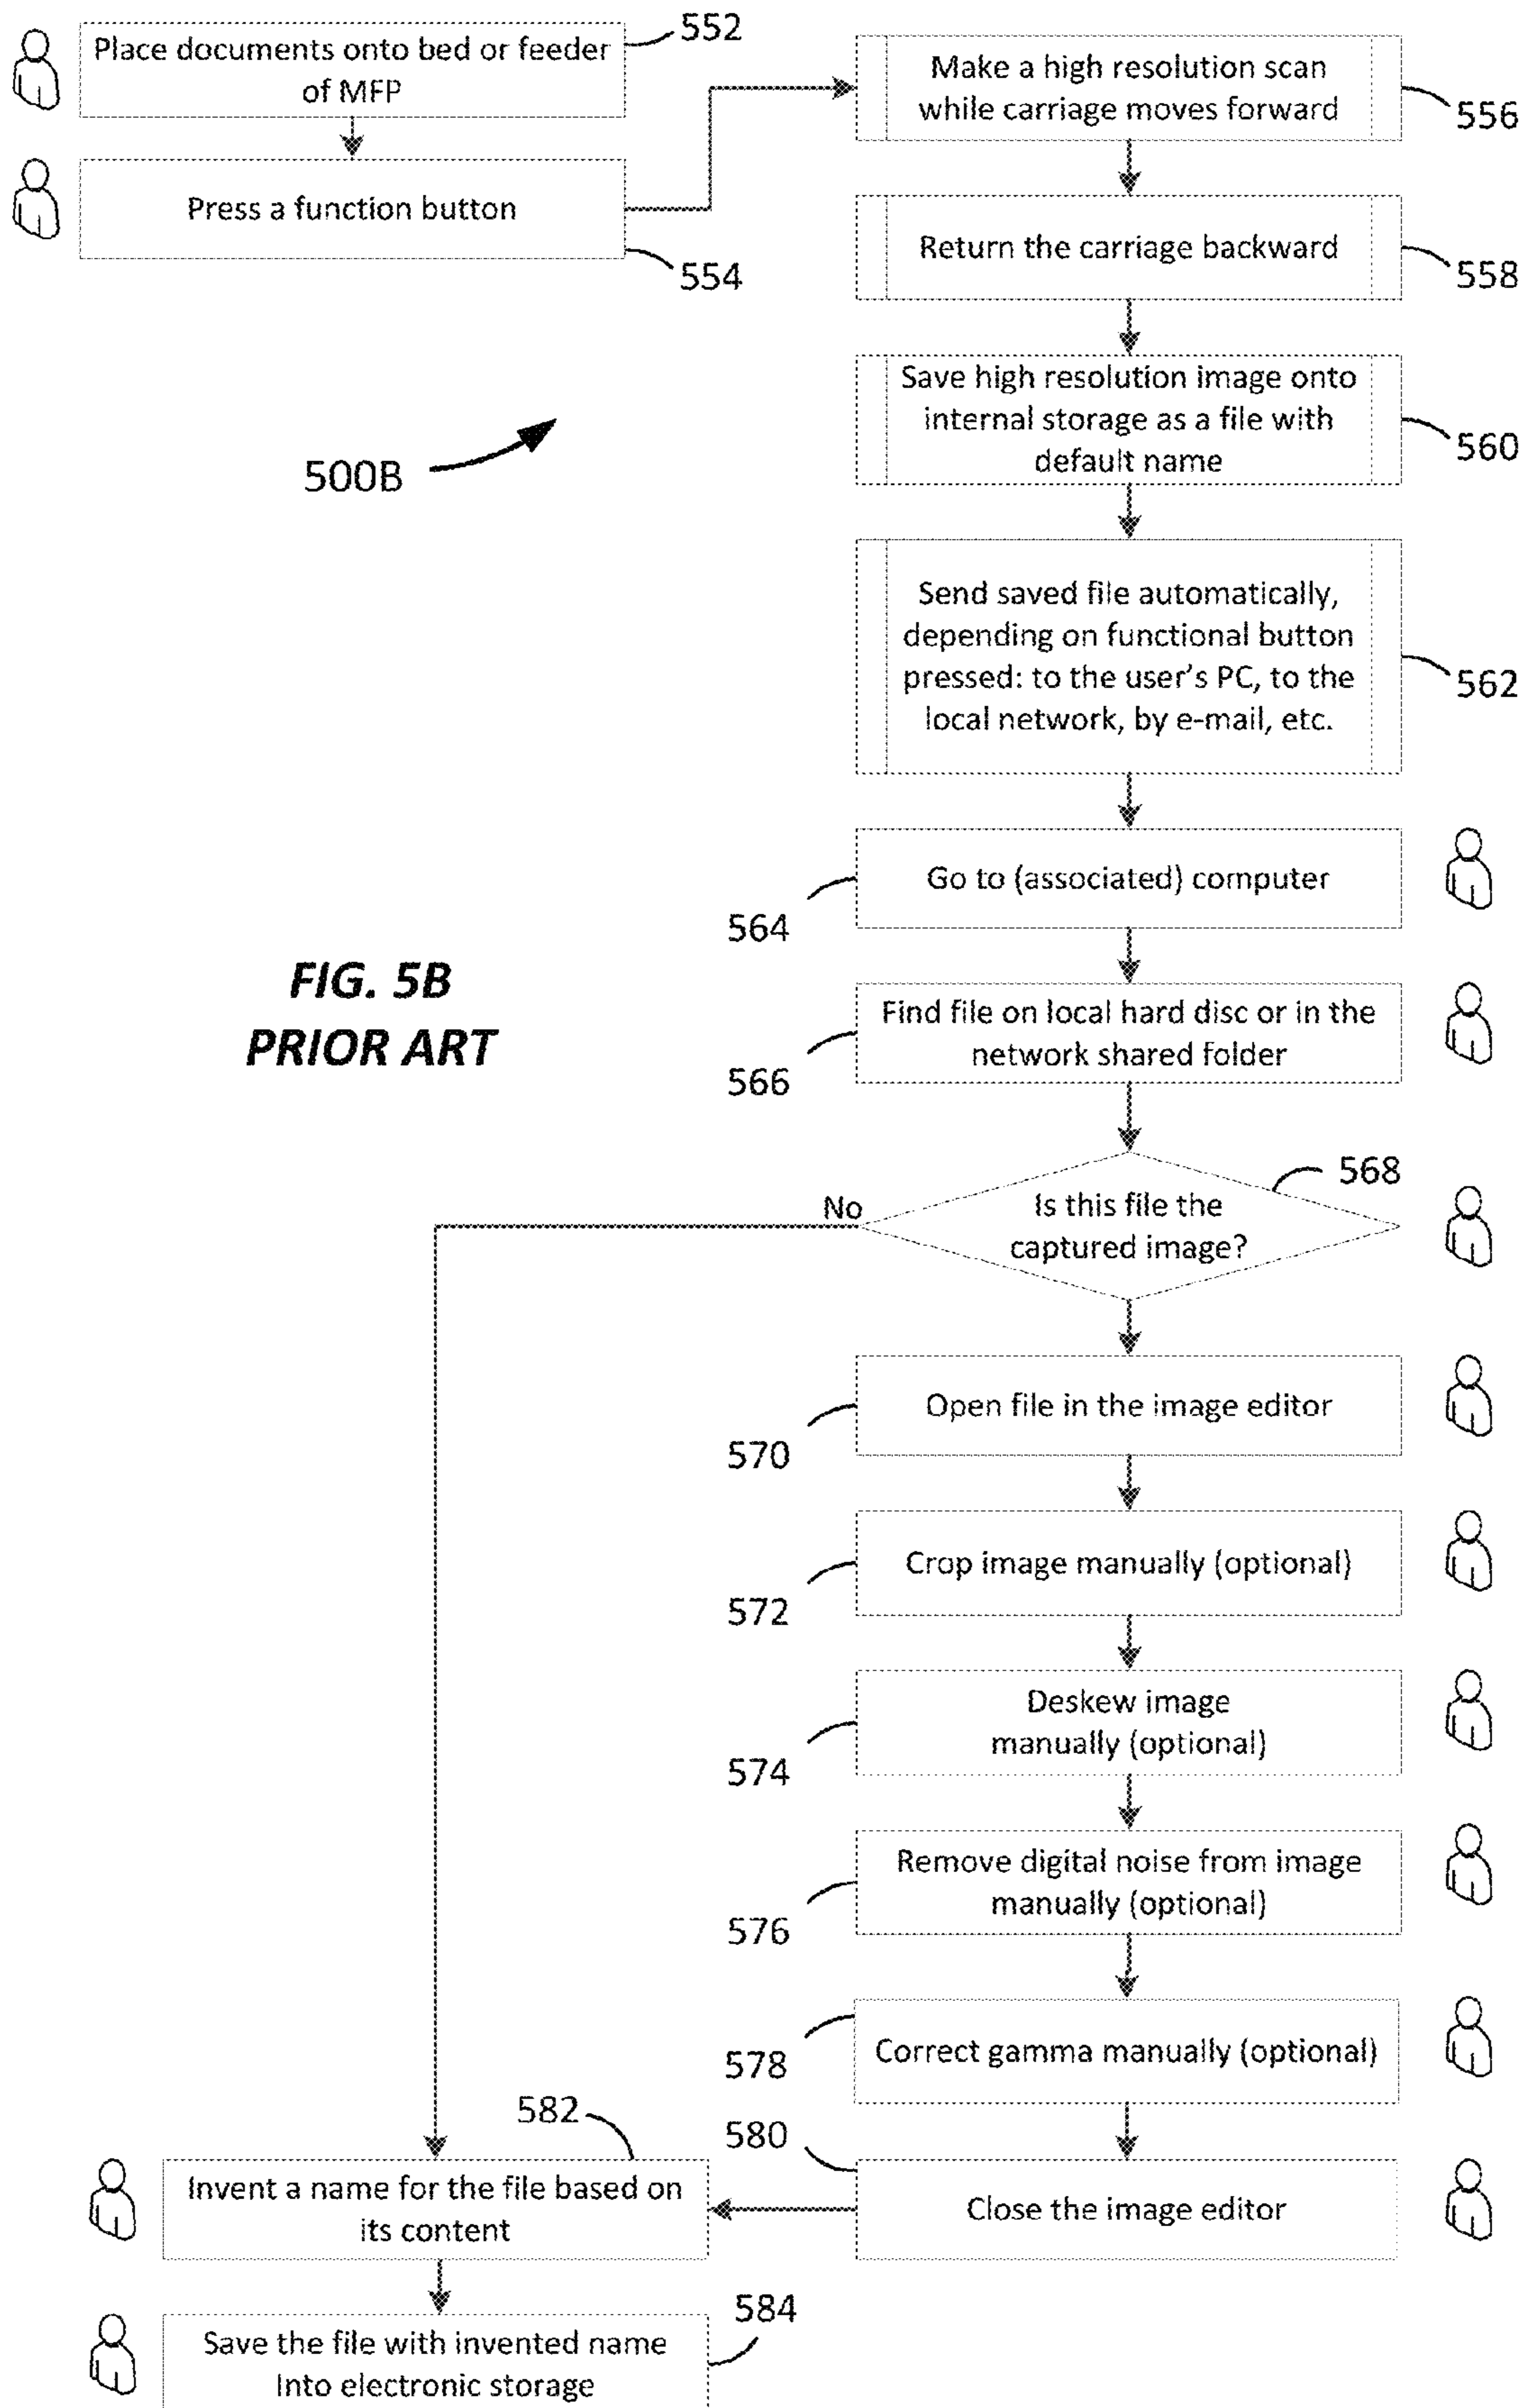 Place documents onto bed or feeder
of MFP
552
Press a function button
554
Make a high resolution scan
while carriage moves forward
556
Return the carriage backward
558
Save high resolution image onto
internal storage as a file with
default name
560
500B
Send saved file automatically,
depending on functional button
pressed: to the user's PC, to the
local network, by e-mail, etc.
562
Go to (associated) computer
564
FIG. 5B
PRIOR ART
Find file on local hard disc or in the
network shared folder
566
Is this file the
captured image?
568
No
Open file in the image editor
570
Crop image manually (optional)
572
Deskew image
manually (optional)
574
Remove digital noise from image
manually (optional)
576
Correct gamma manually (optional)
578
Close the image editor
580
582
Invent a name for the file based on
its content
584
Save the file with invented name
Into electronic storage